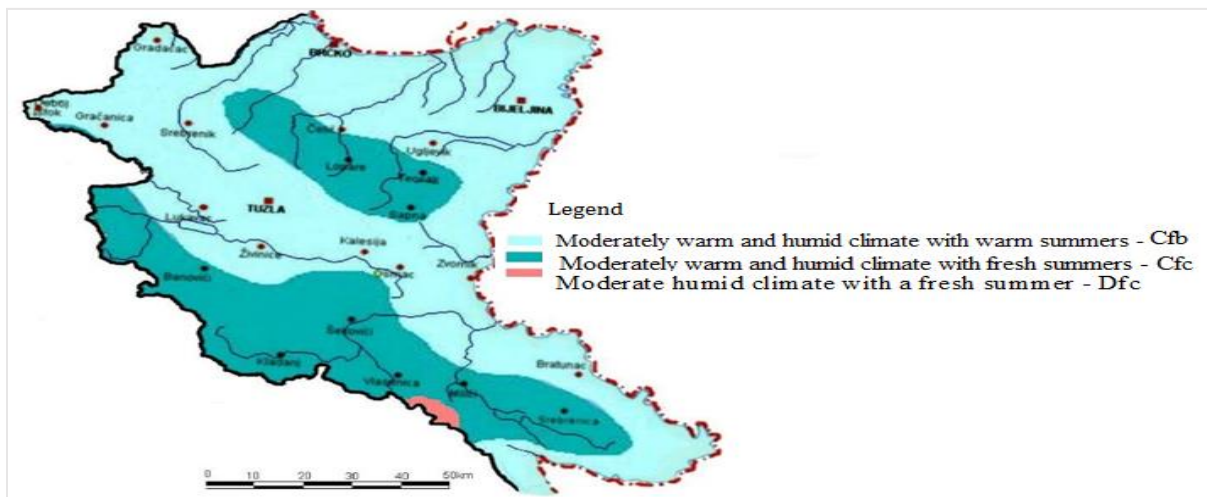 Gradačac
BRČKO
BIJELJINA
Gračanica
Srebrenik
Čelić
Ugljevik
Lopare
Teočak
Sapna
TUZLA
Lukavac
Kalesija
Živinice
Osmaci
Zvornik
Banovići
Šekovići
Kladanj
Vlasenica
Milići
Bratunac
Srebrenica
Legend
Moderately warm and humid climate with warm summers - Cfb
Moderately warm and humid climate with fresh summers - Cfc
Moderate humid climate with a fresh summer - Dfc
0 10 20 30 40 50km